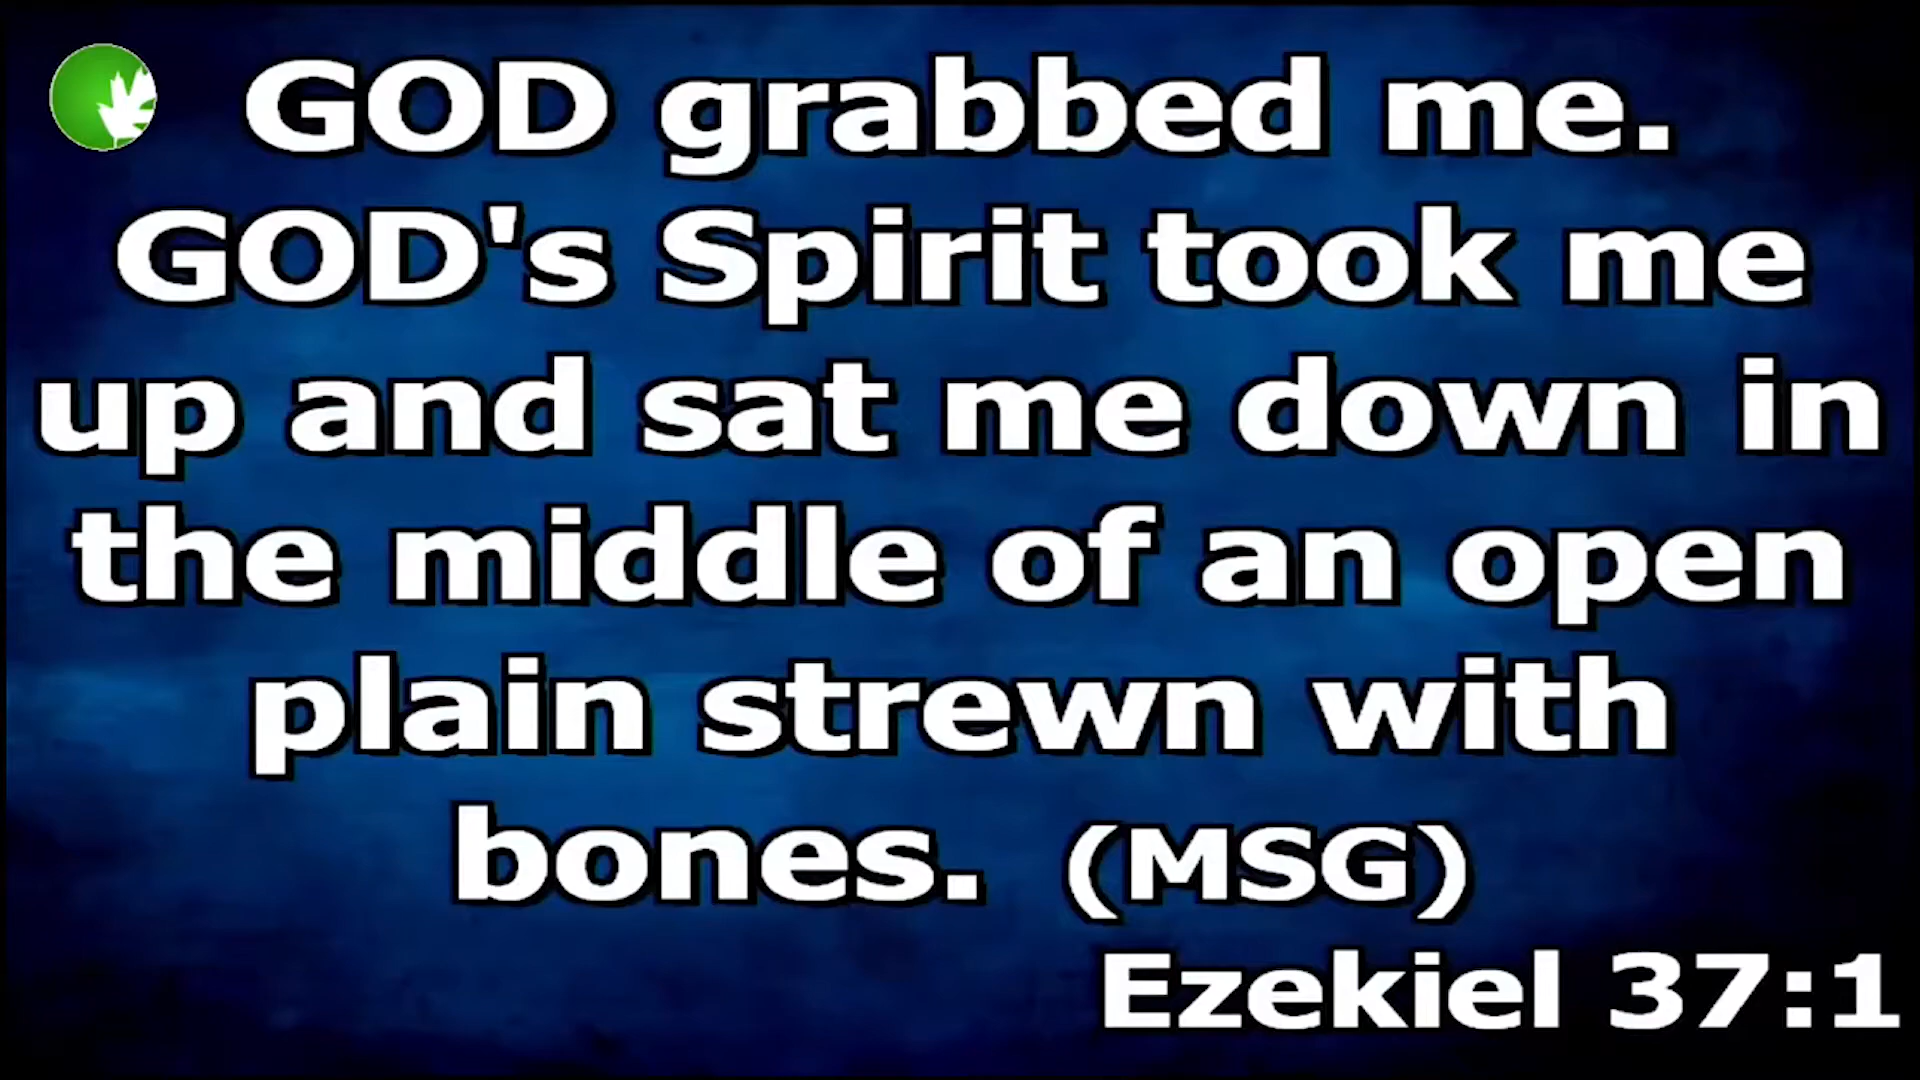 GOD grabbed me.
GOD's Spirit took me
up and sat me down in
the middle of an open
plain strewn with
bones. (MSG)
Ezekiel 37:1